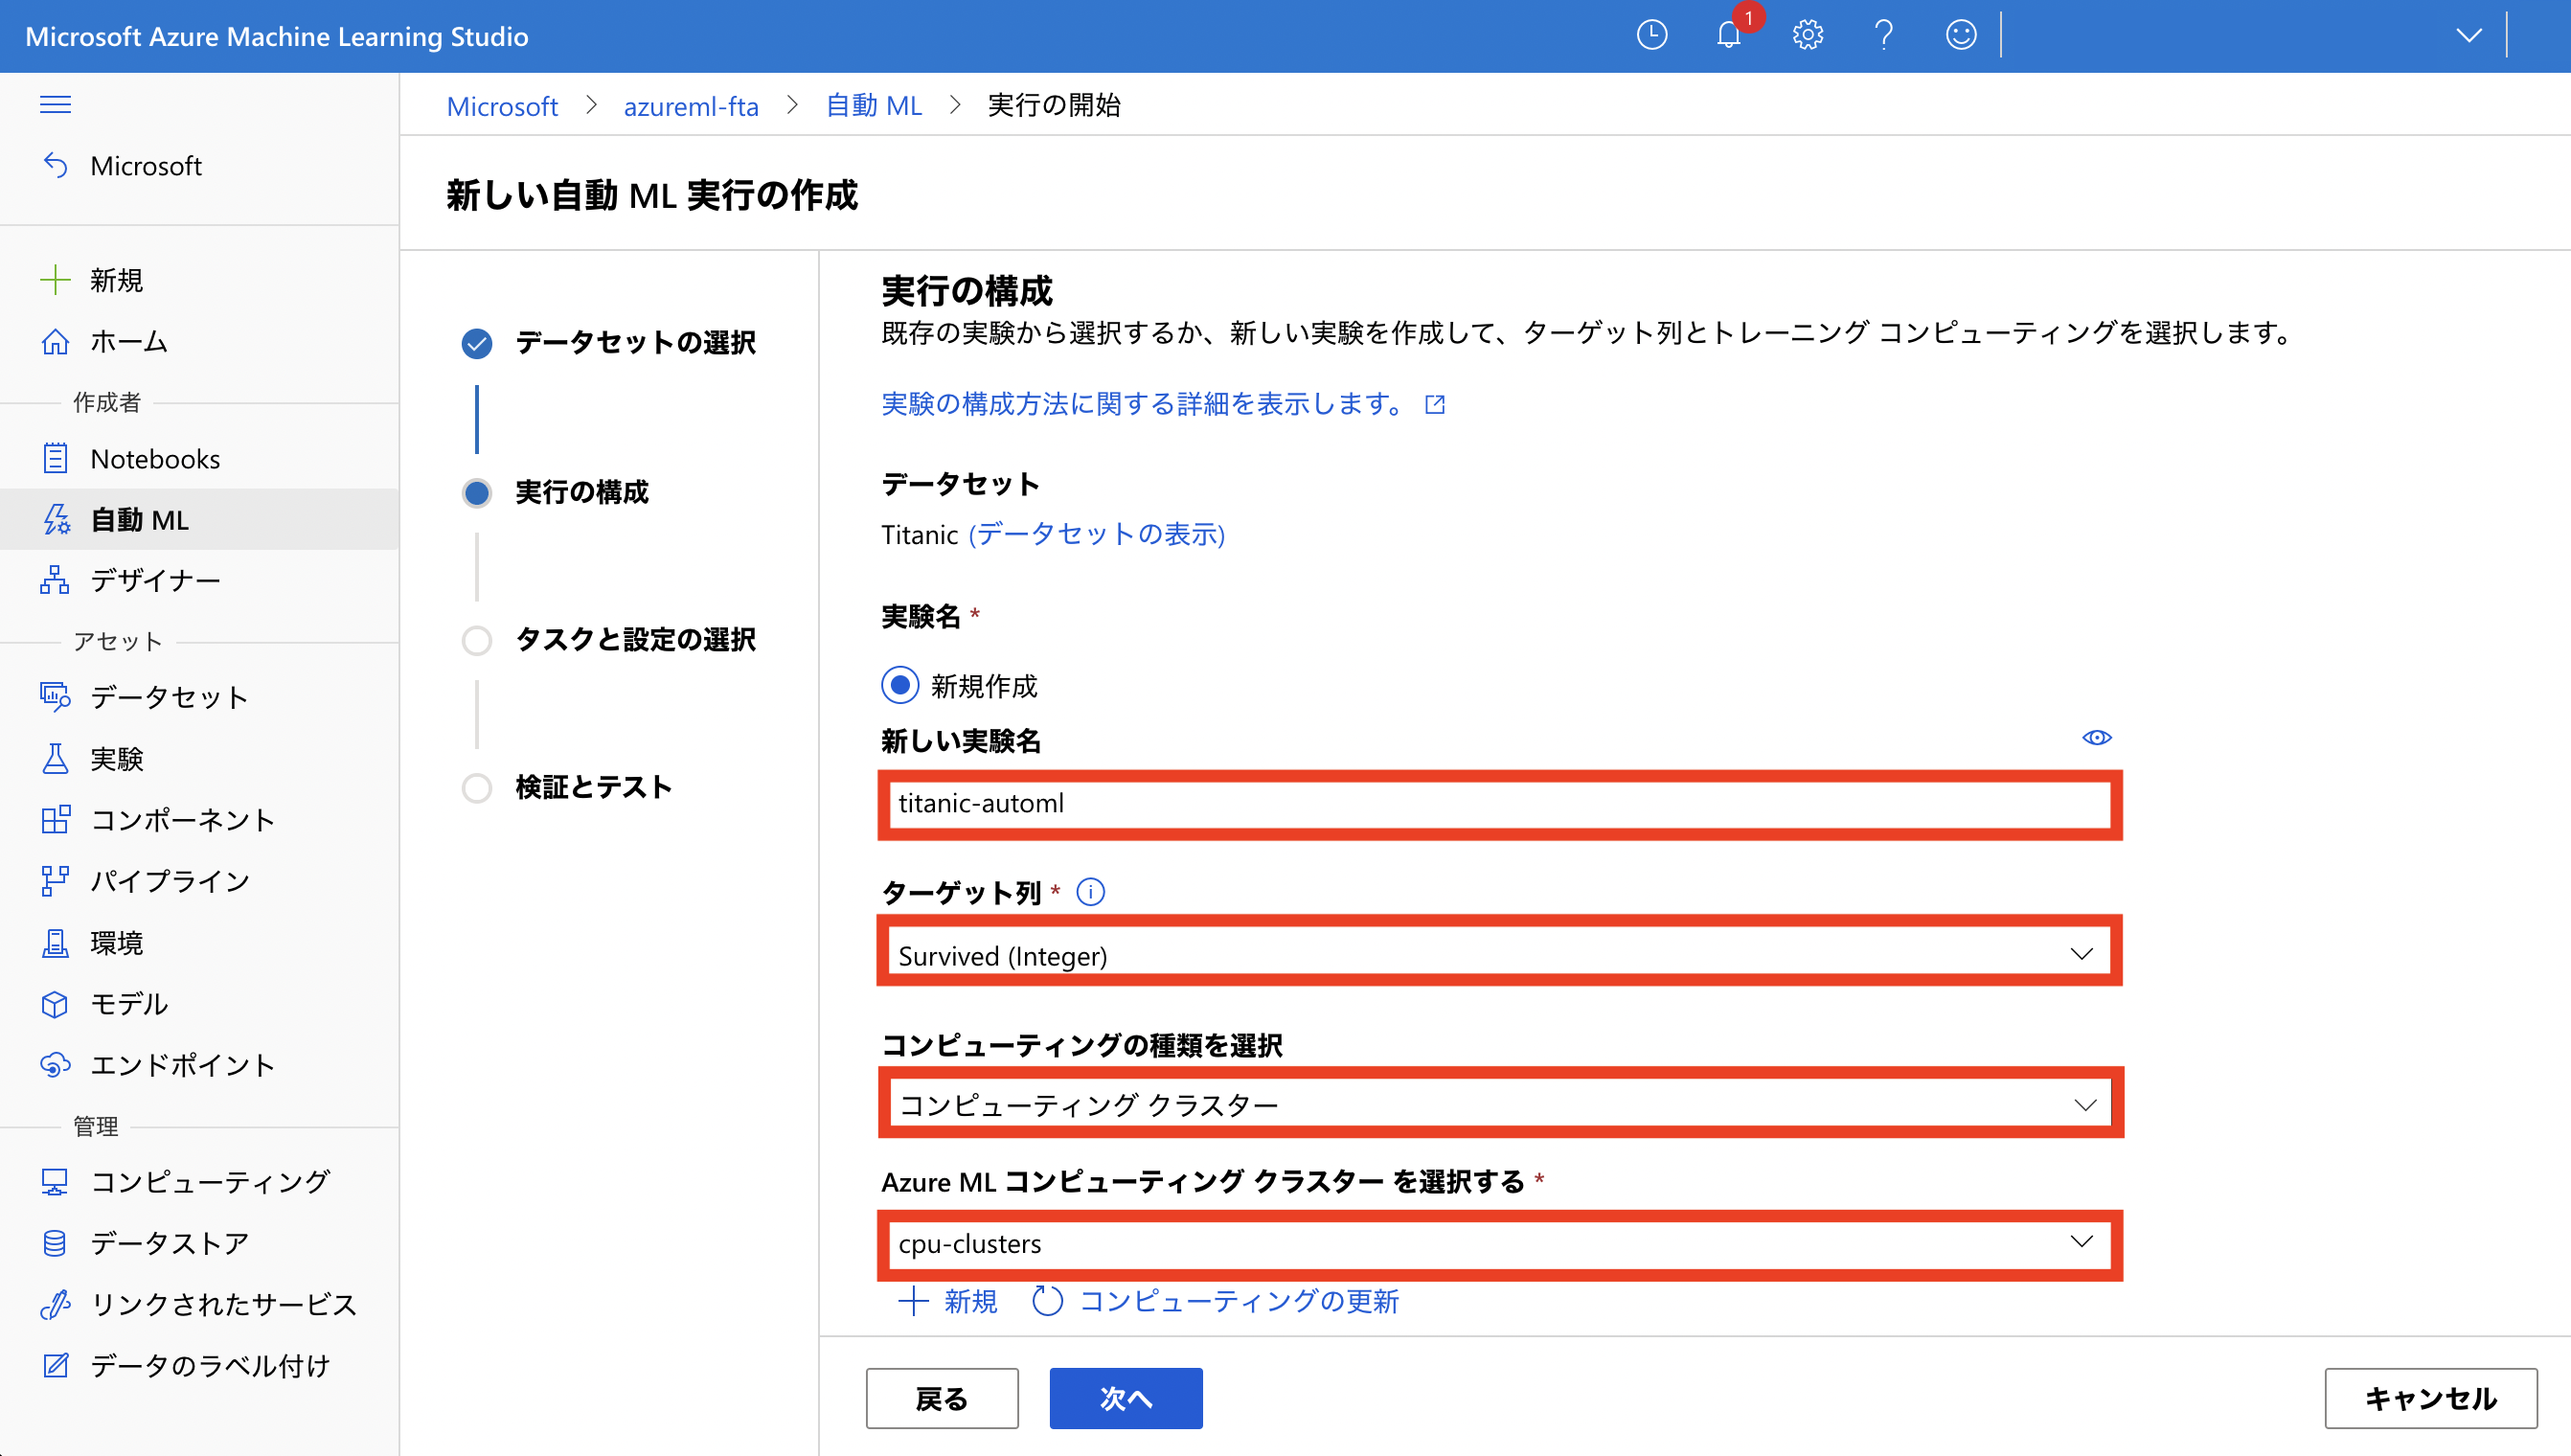 Microsoft Azure Machine Learning Studio
1
Microsoft
新規
ホーム
作成者
Notebooks
自動 ML
デザイナー
アセット
データセット
実験
コンポーネント
パイプライン
環境
モデル
エンドポイント
管理
コンピューティング
データストア
リンクされたサービス
データのラベル付け
Microsoft > azureml-fta > 自動 ML > 実行の開始
新しい自動 ML 実行の作成
データセットの選択
実行の構成
タスクと設定の選択
検証とテスト
実行の構成
既存の実験から選択するか、新しい実験を作成して、ターゲット列とトレーニング コンピューティングを選択します。
実験の構成方法に関する詳細を表示します。
データセット
Titanic (データセットの表示)
実験名 *
新規作成
新しい実験名
titanic-automl
ターゲット列 *
Survived (Integer)
コンピューティングの種類を選択
コンピューティング クラスター
Azure ML コンピューティング クラスター を選択する *
cpu-clusters
新規 コンピューティングの更新
戻る 次へ キャンセル